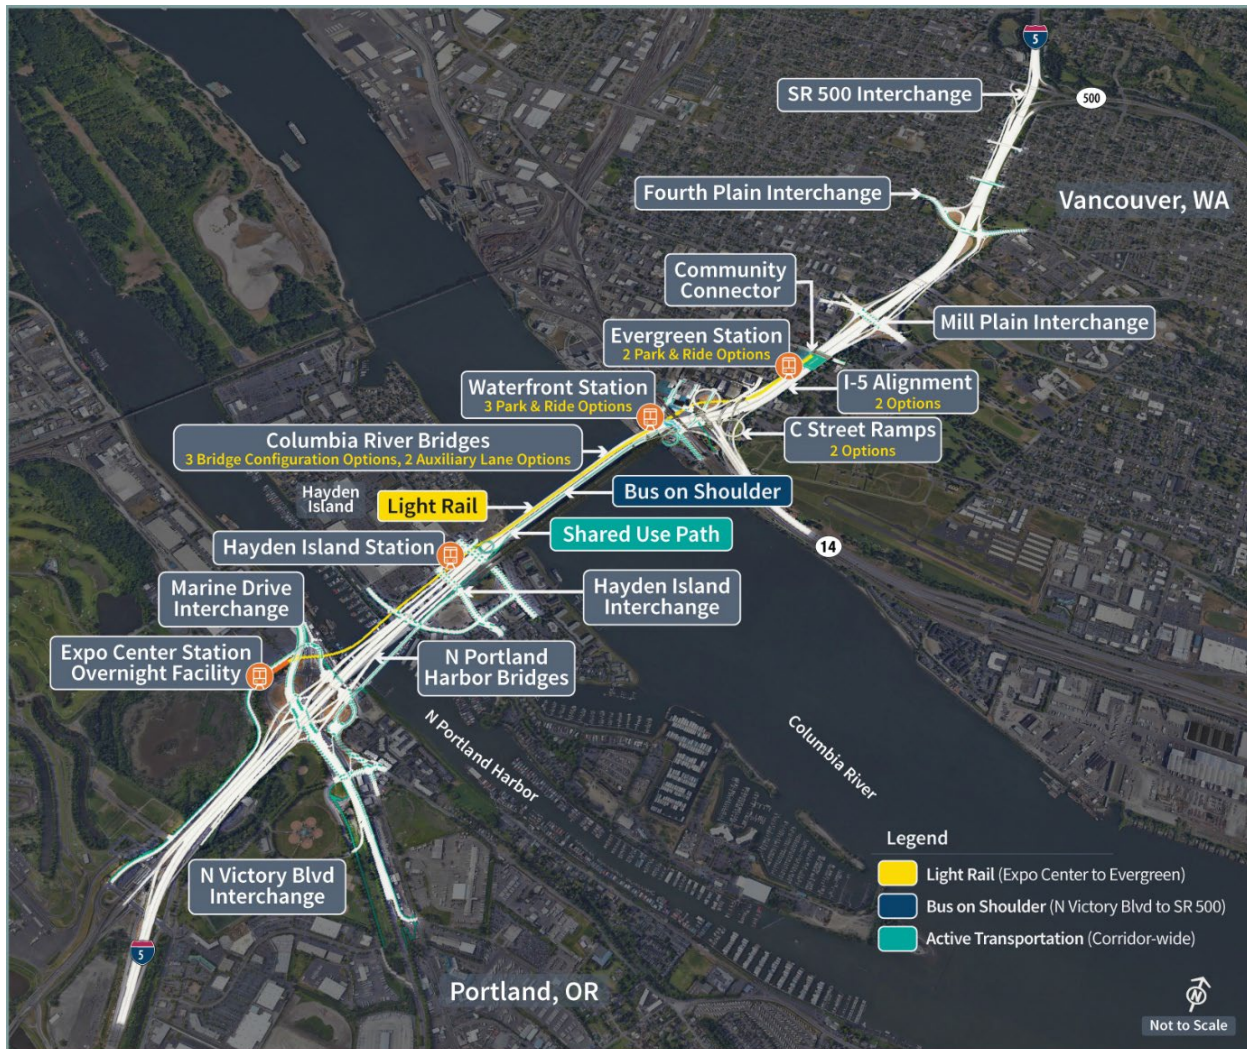 5
SR 500 Interchange
500
Fourth Plain Interchange
Vancouver, WA
Community
Connector
Mill Plain Interchange
Evergreen Station
2 Park & Ride Options
I-5 Alignment
2 Options
Waterfront Station
3 Park & Ride Options
C Street Ramps
2 Options
Columbia River Bridges
3 Bridge Configuration Options, 2 Auxiliary Lane Options
Hayden
Island
Light Rail
Bus on Shoulder
Shared Use Path
14
Hayden Island Station
Marine Drive
Interchange
Hayden Island
Interchange
Expo Center Station
Overnight Facility
N Portland
Harbor Bridges
N Portland Harbor
Columbia River
N Victory Blvd
Interchange
5
Portland, OR
Legend
Light Rail (Expo Center to Evergreen)
Bus on Shoulder (N Victory Blvd to SR 500)
Active Transportation (Corridor-wide)
N
Not to Scale